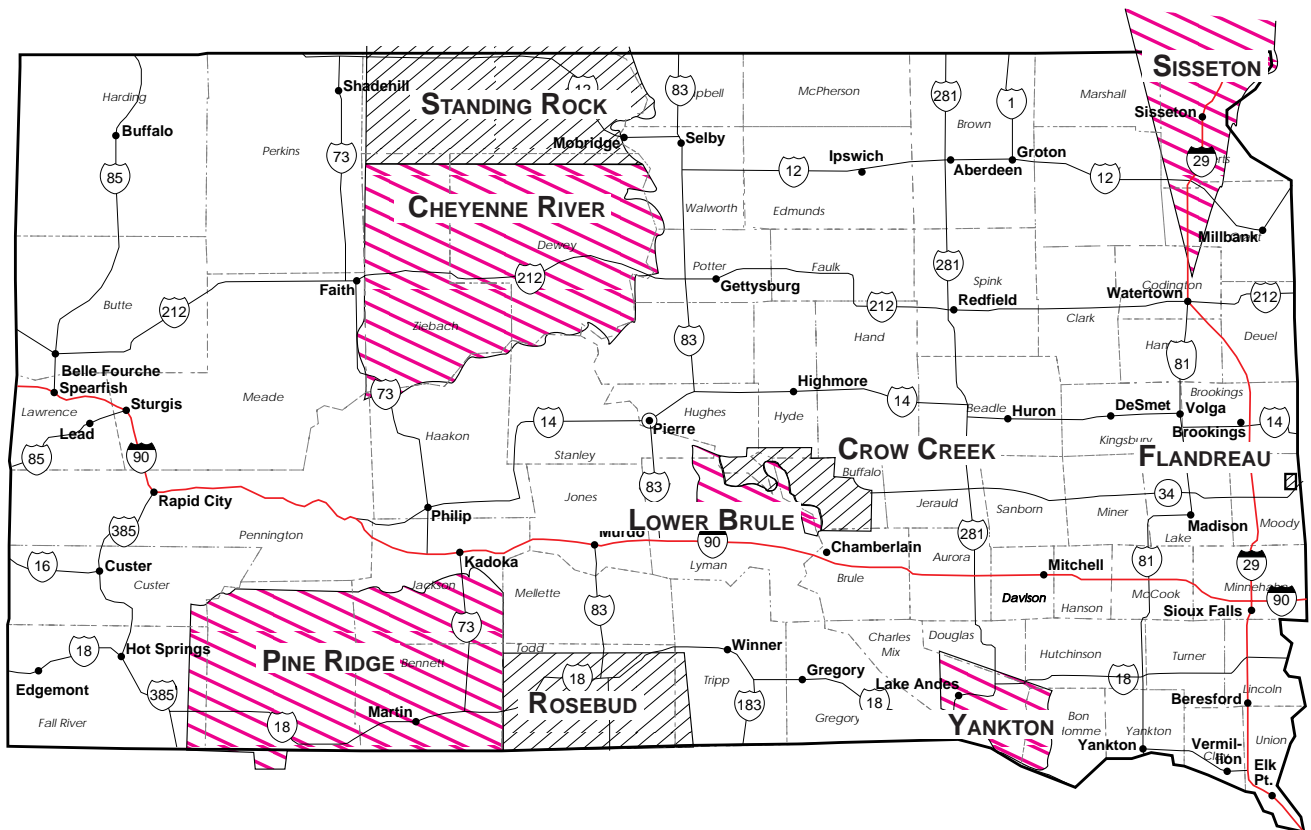 SISSETON
STANDING ROCK
Harding
Shadehill
12
83
pbell
McPherson
281
1
Marshall
Sisseton
Buffalo
Perkins
73
Mobridge
Selby
Brown
85
Ipswich
Aberdeen
Groton
12
12
29
rts
CHEYENNE RIVER
Walworth
Edmunds
Dewey
Millbank
212
Potter
Faulk
281
Faith
Gettysburg
Spink
Codington
Butte
212
212
Redfield
Watertown
212
Ziebach
Clark
83
Hand
Ham
81
Deuel
Belle Fourche
Spearfish
73
Highmore
14
Brookings
Lawrence
Sturgis
Meade
Hughes
Hyde
Beadle
Huron
DeSmet
Volga
Lead
Haakon
14
Pierre
Kingsbury
Brookings
14
85
90
Stanley
CROW CREEK
FLANDREAU
Buffalo
Rapid City
Jones
83
Jerauld
Sanborn
34
Miner
Philip
LOWER BRULE
Madison
Moody
385
Pennington
Murdo
90
281
Lake
Kadoka
Chamberlain
16
Custer
Custer
Jackson
Lyman
Aurora
81
29
Mellette
Brule
Mitchell
McCook
Minnehaha
83
Davison
Hanson
90
73
Sioux Falls
18
Hot Springs
PINE RIDGE
Bennett
Todd
Winner
Charles
Mix
Douglas
Hutchinson
Turner
Edgemont
385
18
Tripp
Gregory
Lake Andes
18
Lincoln
Fall River
18
Martin
ROSEBUD
183
Gregory
18
Beresford
YANKTON
Bon
Homme
Yankton
Yankton
Vermil-
lion
Clay
Union
Elk
Pt.